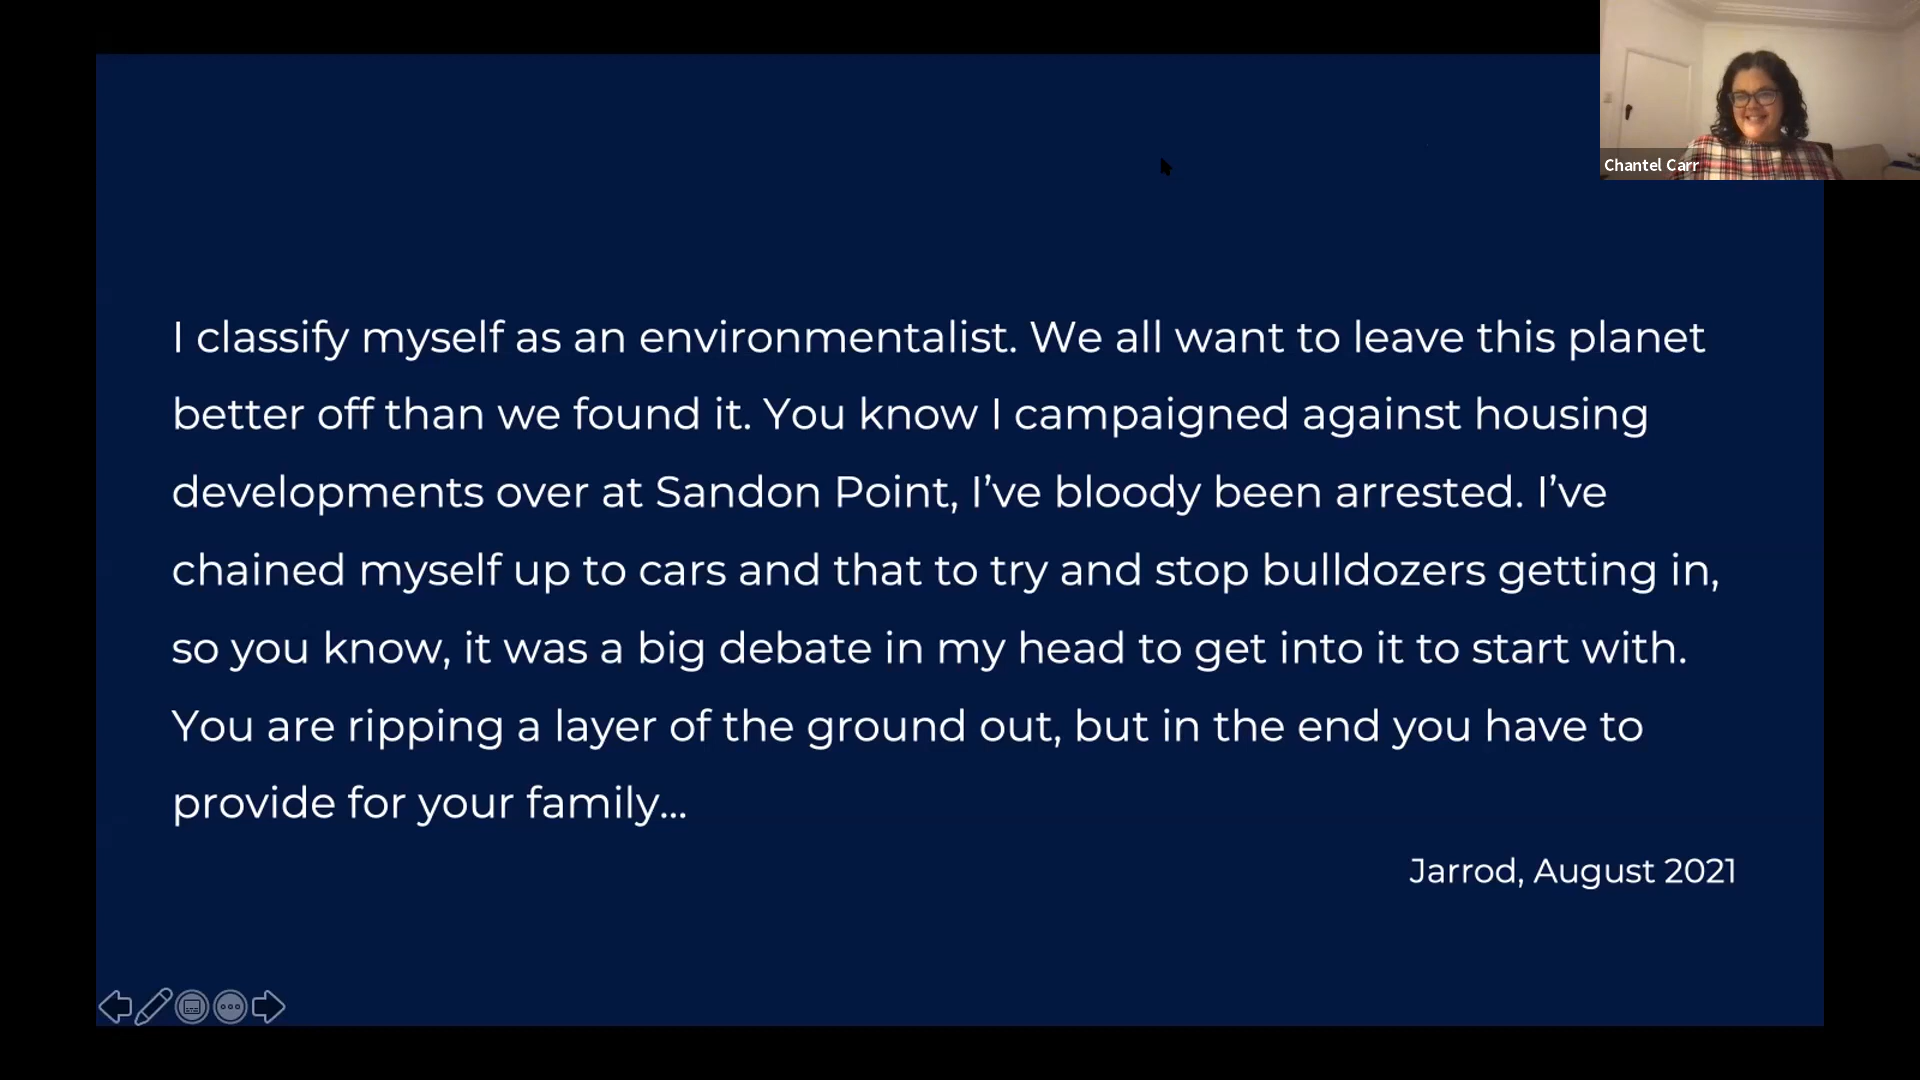 Chantel Carr
I classify myself as an environmentalist. We all want to leave this planet
better off than we found it. You know I campaigned against housing
developments over at Sandon Point, I’ve bloody been arrested. I’ve
chained myself up to cars and that to try and stop bulldozers getting in,
so you know, it was a big debate in my head to get into it to start with.
You are ripping a layer of the ground out, but in the end you have to
provide for your family...
Jarrod, August 2021